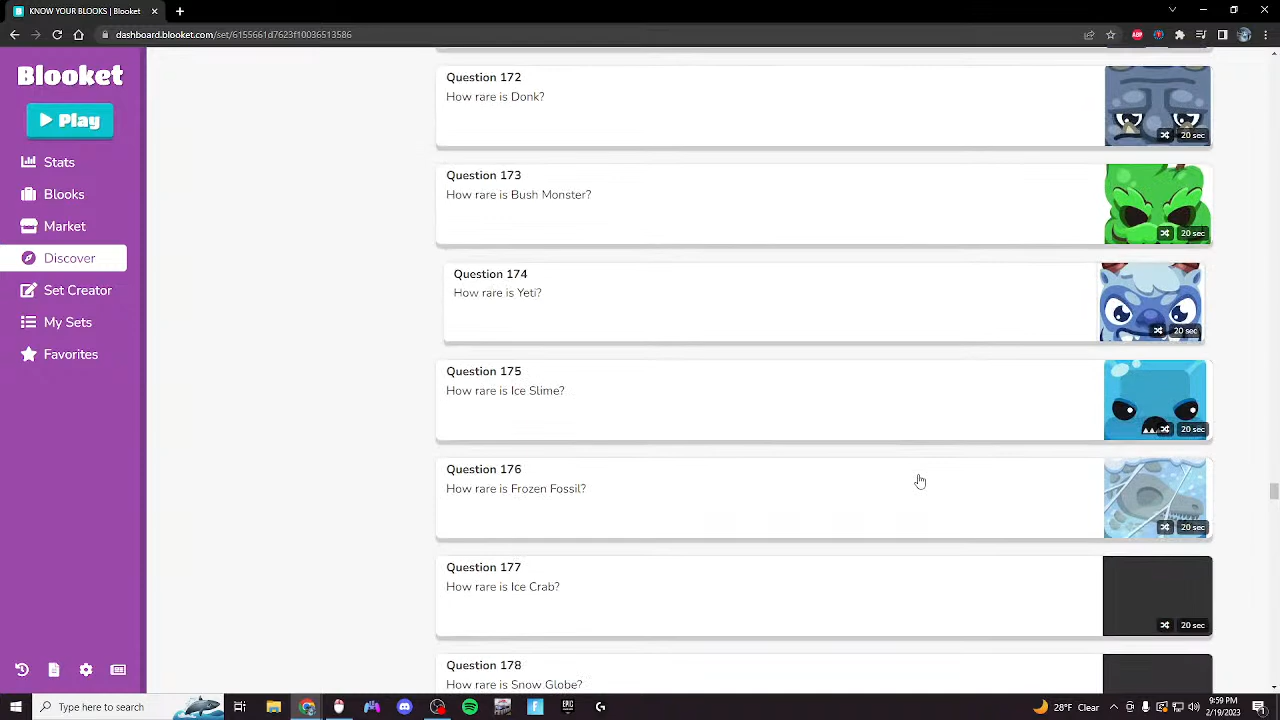 KNOW YOUR BLOOKS | Blooket
dashboard.blooket.com/set/6155661d7623f10036513586
ABP
Blooket
Play
Stats
Blooks
Market
Discover
Set Creator
My Sets
Favorites
Question 172
How rare is Donk?
20 sec
Question 173
How rare is Bush Monster?
20 sec
Question 174
How rare is Yeti?
20 sec
Question 175
How rare is Ice Slime?
20 sec
Question 176
How rare is Frozen Fossil?
20 sec
Question 177
How rare is Ice Crab?
20 sec
Question 178
How rare is Snow Globe?
Type here to search
EPIC
28°F
9:59 PM
2/19/2023